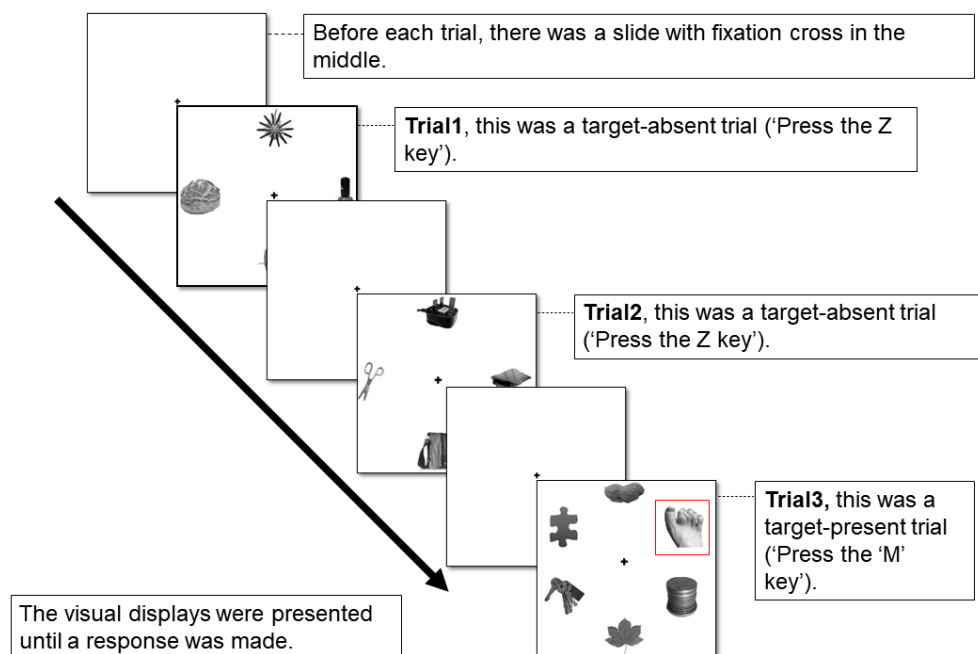 Before each trial, there was a slide with fixation cross in the
middle.
Trial1, this was a target-absent trial (‘Press the Z
key’).
Trial2, this was a target-absent trial
(‘Press the Z key’).
Trial3, this was a
target-present trial
(‘Press the ‘M’
key’).
The visual displays were presented
until a response was made.